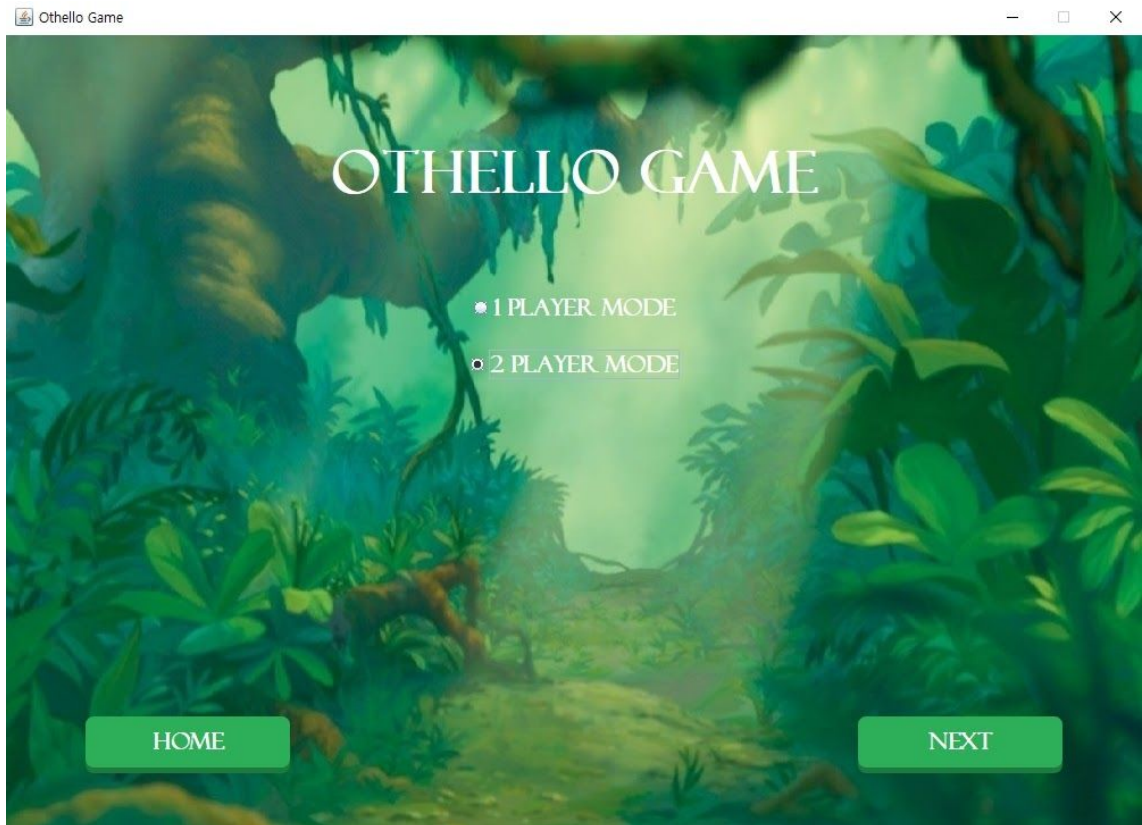 Othello Game
OTHELLO GAME
1 PLAYER MODE
2 PLAYER MODE
HOME
NEXT